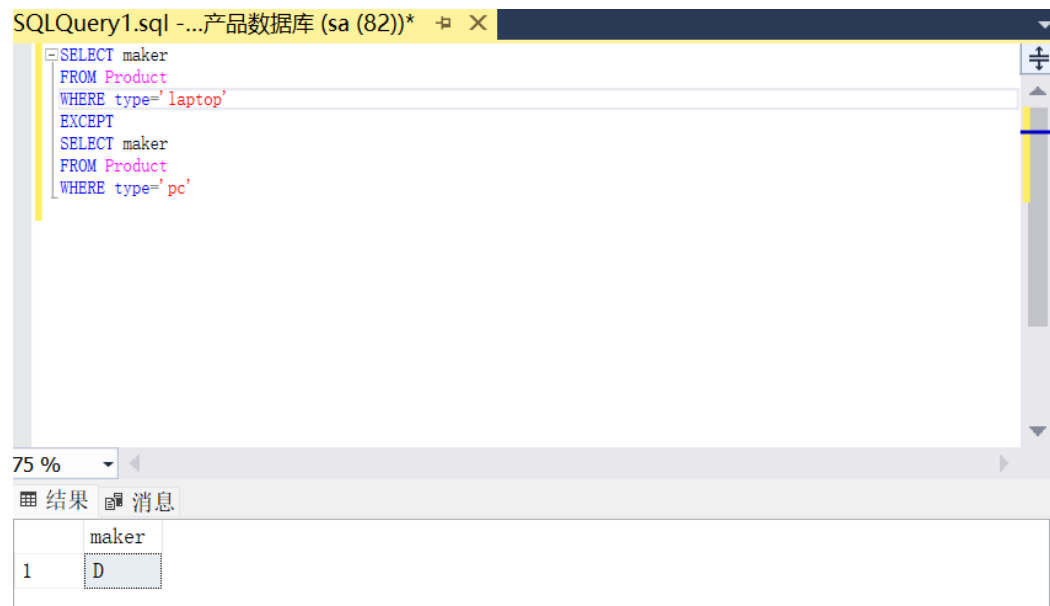 SQLQuery1.sql -...产品数据库 (sa (82))*
SELECT maker
FROM Product
WHERE type='laptop'
EXCEPT
SELECT maker
FROM Product
WHERE type='pc'
75 %
结果 消息
maker
1 D